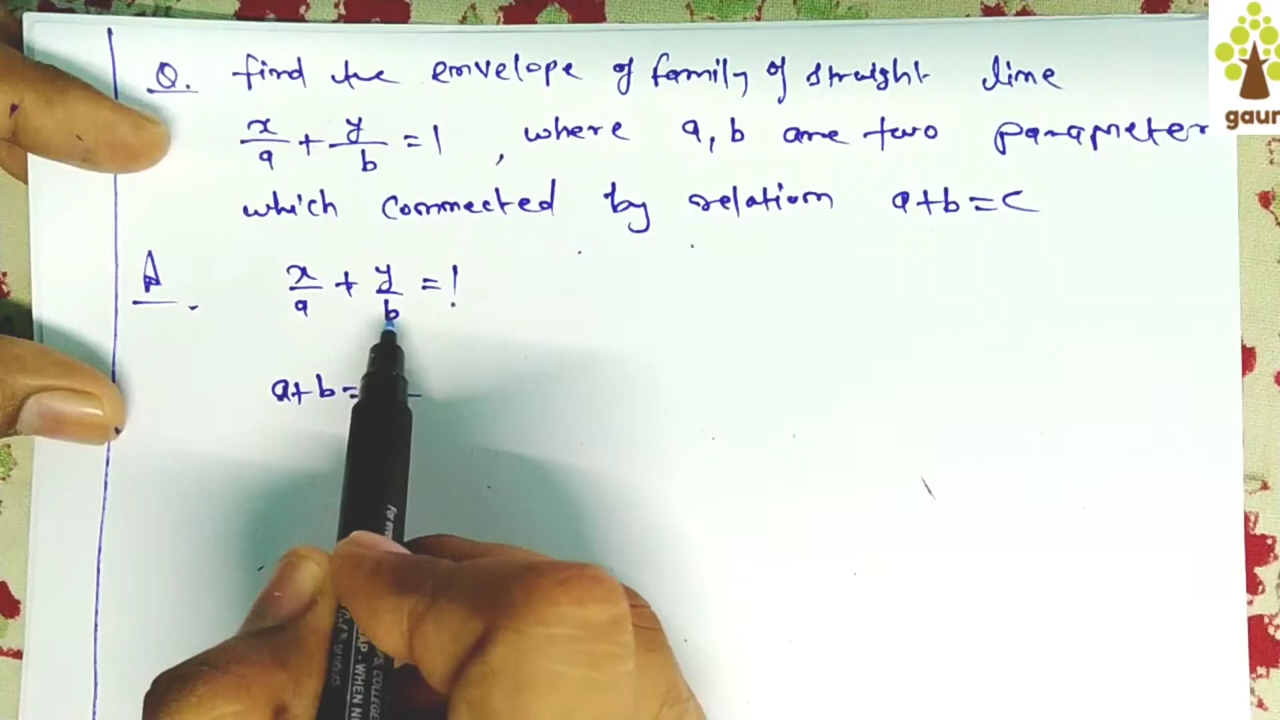 Q. find the envelope of family of straight line
x/a + y/b = 1 , where a, b are two parameter
which connected by relation a+b=c
A. x/a + y/b = 1
a+b=
gaur